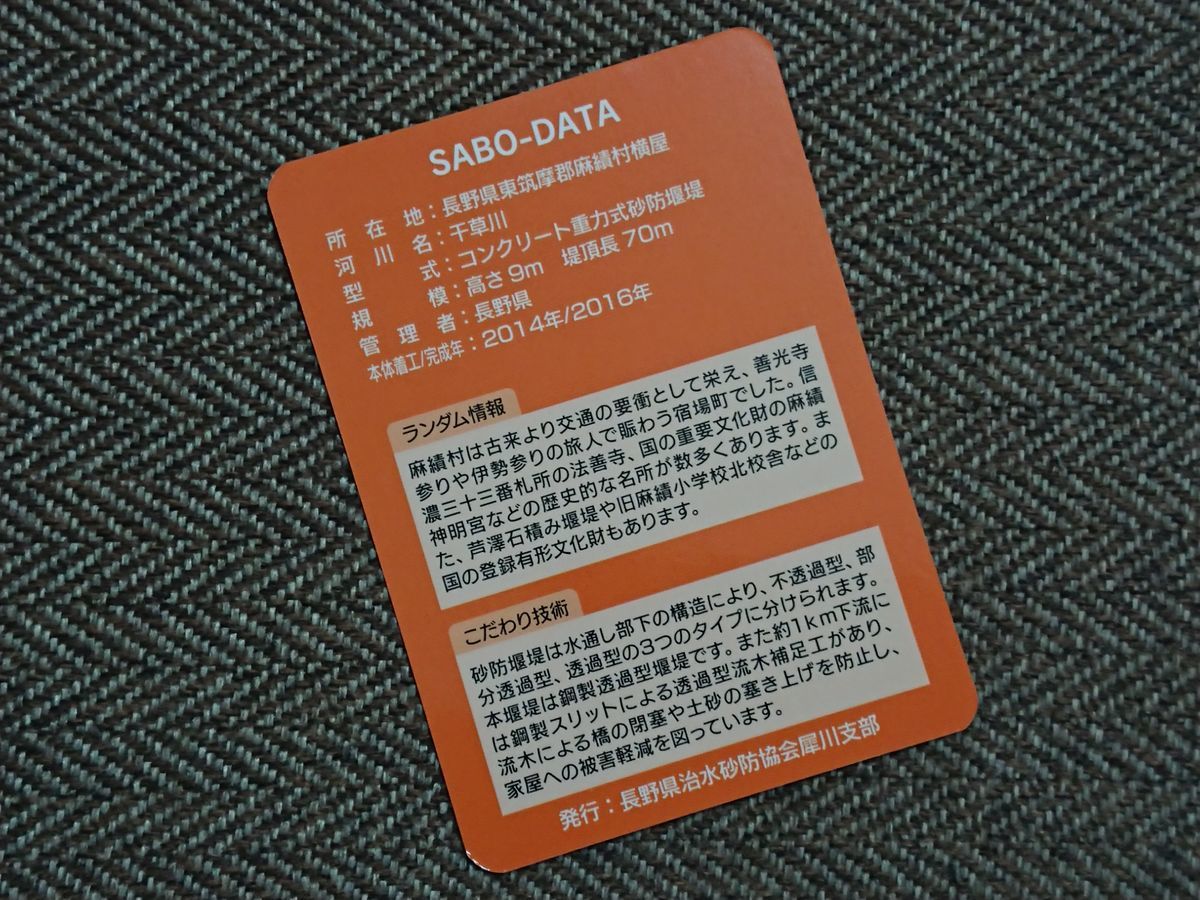 SABO-DATA
所在地：長野県東筑摩郡麻績村横屋
河川名：干草川
型式：コンクリート重力式砂防堰堤
規模：高さ9m 堤頂長70m
管理者：長野県
本体着工/完成年：2014年/2016年
ランダム情報
麻績村は古来より交通の要衝として栄え、善光寺
参りや伊勢参りの旅人で賑わう宿場町でした。信
濃三十三番札所の法善寺、国の重要文化財の麻績
神明宮などの歴史的な名所が数多くあります。ま
た、芦澤石積み堰堤や旧麻績小学校北校舎などの
国の登録有形文化財もあります。
こだわり技術
砂防堰堤は水通し部下の構造により、不透過型、部
分透過型、透過型の3つのタイプに分けられます。
本堰堤は鋼製透過型堰堤です。また約1km下流に
は鋼製スリットによる透過型流木補足工があり、
流木による橋の閉塞や土砂の塞き上げを防止し、
家屋への被害軽減を図っています。
発行：長野県治水砂防協会犀川支部